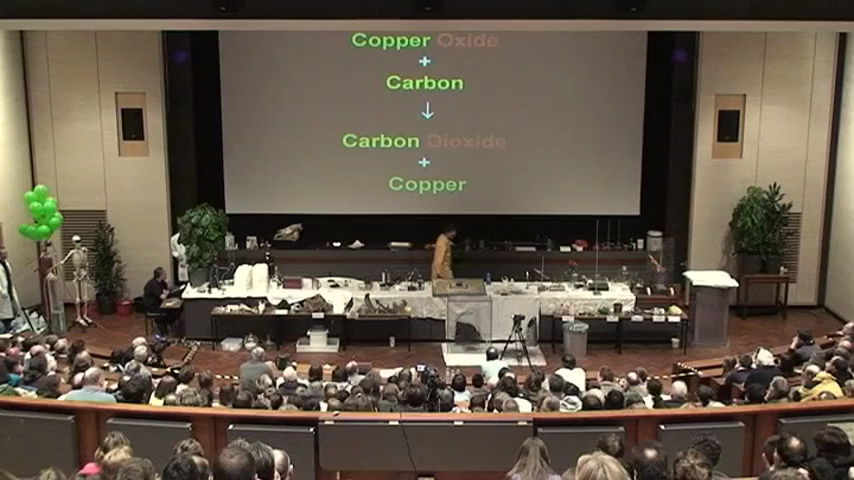 Copper Oxide
+
Carbon
↓
Carbon Dioxide
+
Copper